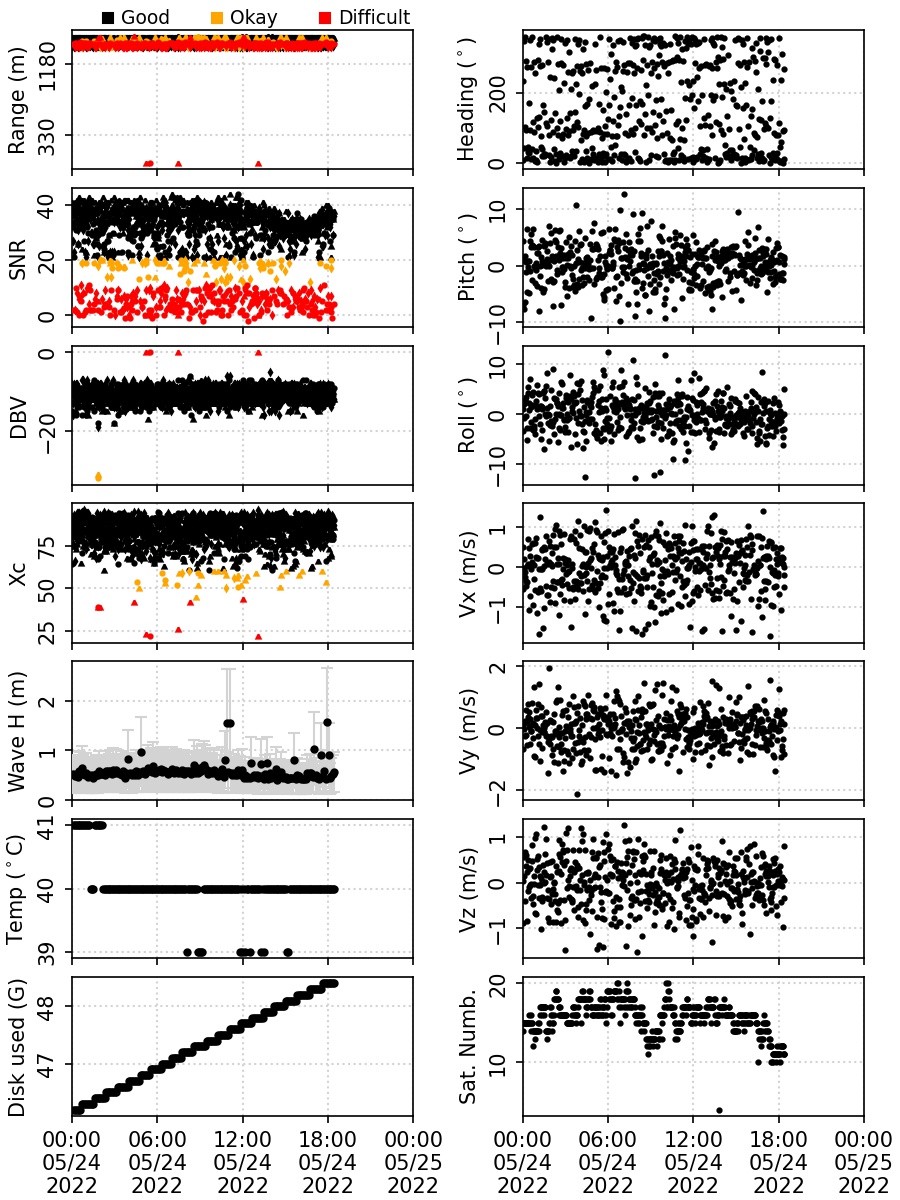 Good Okay Difficult
Range (m)
1180
330
Heading (°)
200
0
SNR
40
20
0
Pitch (°)
10
0
−10
DBV
0
−20
Roll (°)
10
0
−10
Xc
75
50
25
Vx (m/s)
1
0
−1
Wave H (m)
2
1
0
Vy (m/s)
2
0
−2
Temp (°C)
41
40
39
Vz (m/s)
1
0
−1
Disk used (G)
48
47
Sat. Numb.
20
10
00:00 06:00 12:00 18:00 00:00
05/24 05/24 05/24 05/24 05/25
2022 2022 2022 2022 2022
00:00 06:00 12:00 18:00 00:00
05/24 05/24 05/24 05/24 05/25
2022 2022 2022 2022 2022